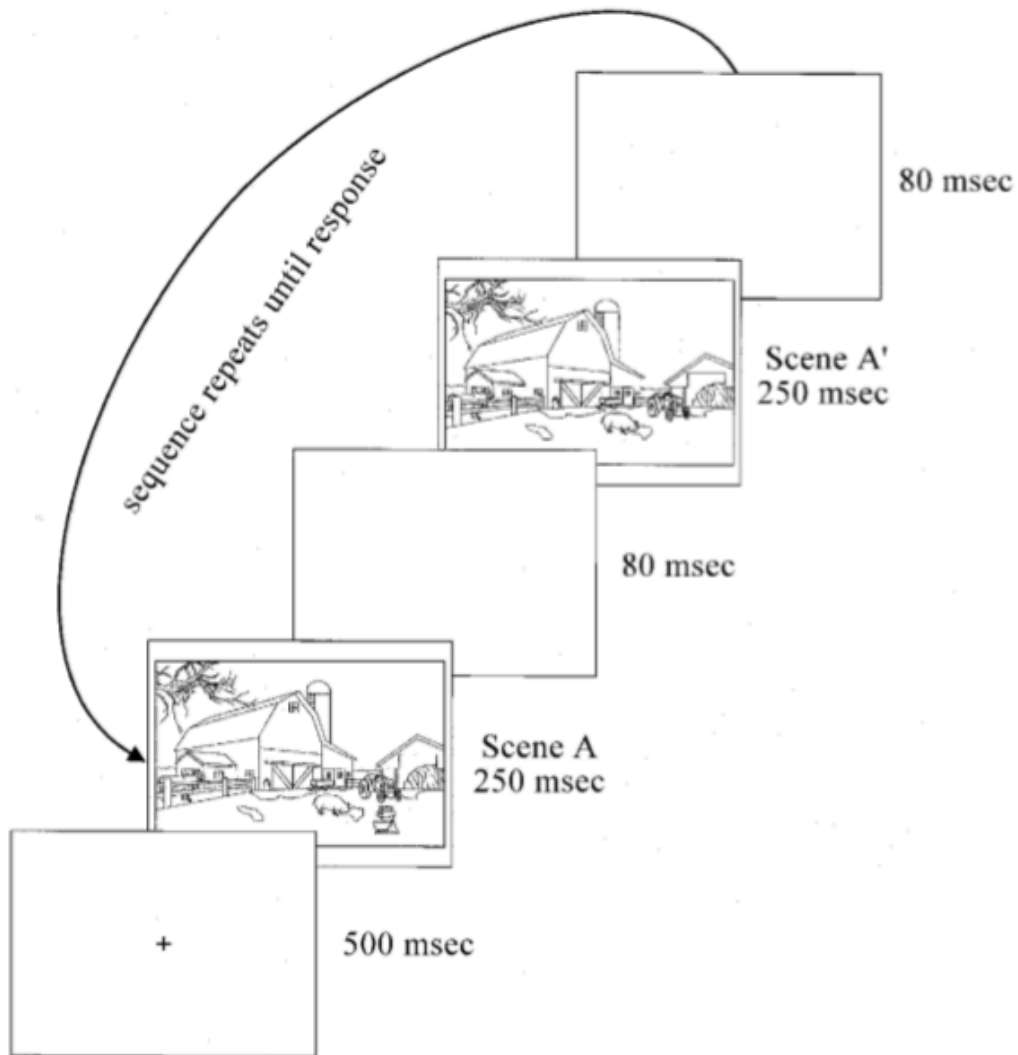 80 msec
sequence repeats until response
Scene A'
250 msec
80 msec
Scene A
250 msec
+
500 msec